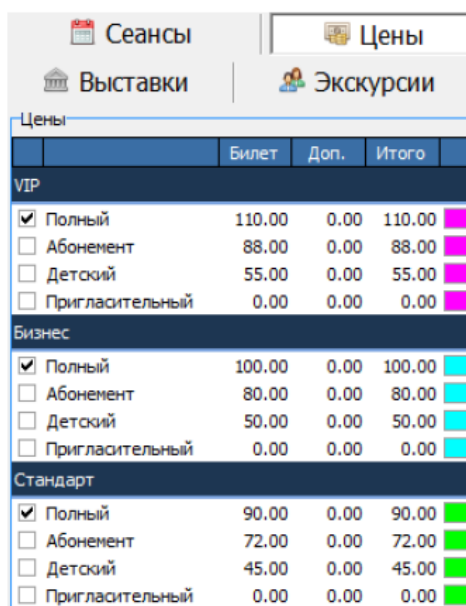 Сеансы Цены
Выставки Экскурсии
Цены
Билет Доп. Итого
VIP
Полный 110.00 0.00 110.00
Абонемент 88.00 0.00 88.00
Детский 55.00 0.00 55.00
Пригласительный 0.00 0.00 0.00
Бизнес
Полный 100.00 0.00 100.00
Абонемент 80.00 0.00 80.00
Детский 50.00 0.00 50.00
Пригласительный 0.00 0.00 0.00
Стандарт
Полный 90.00 0.00 90.00
Абонемент 72.00 0.00 72.00
Детский 45.00 0.00 45.00
Пригласительный 0.00 0.00 0.00